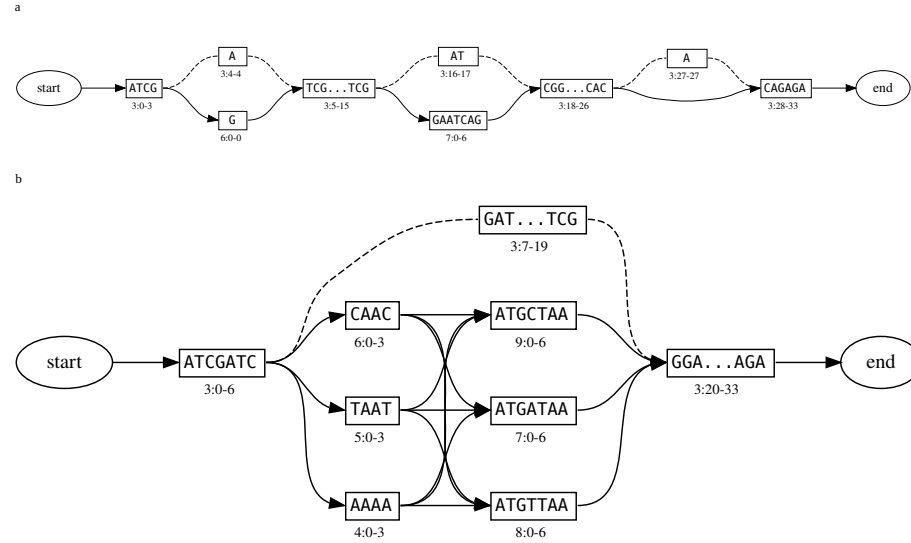 a
A
3:4-4
AT
3:16-17
A
3:27-27
start
ATCG
3:0-3
TCG...TCG
3:5-15
CGG...CAC
3:18-26
CAGAGA
3:28-33
end
G
6:0-0
GAATCAG
7:0-6
b
GAT...TCG
3:7-19
CAAC
6:0-3
ATGCTAA
9:0-6
start
ATCGATC
3:0-6
GGA...AGA
3:20-33
end
TAAT
5:0-3
ATGATAA
7:0-6
AAAA
4:0-3
ATGTTAA
8:0-6